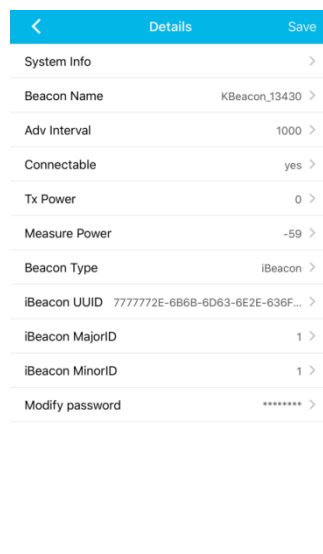 Details Save
System Info
Beacon Name KBeacon_13430
Adv Interval 1000
Connectable yes
Tx Power 0
Measure Power -59
Beacon Type iBeacon
iBeacon UUID 7777772E-6B6B-6D63-6E2E-636F...
iBeacon MajorID 1
iBeacon MinorID 1
Modify password ********